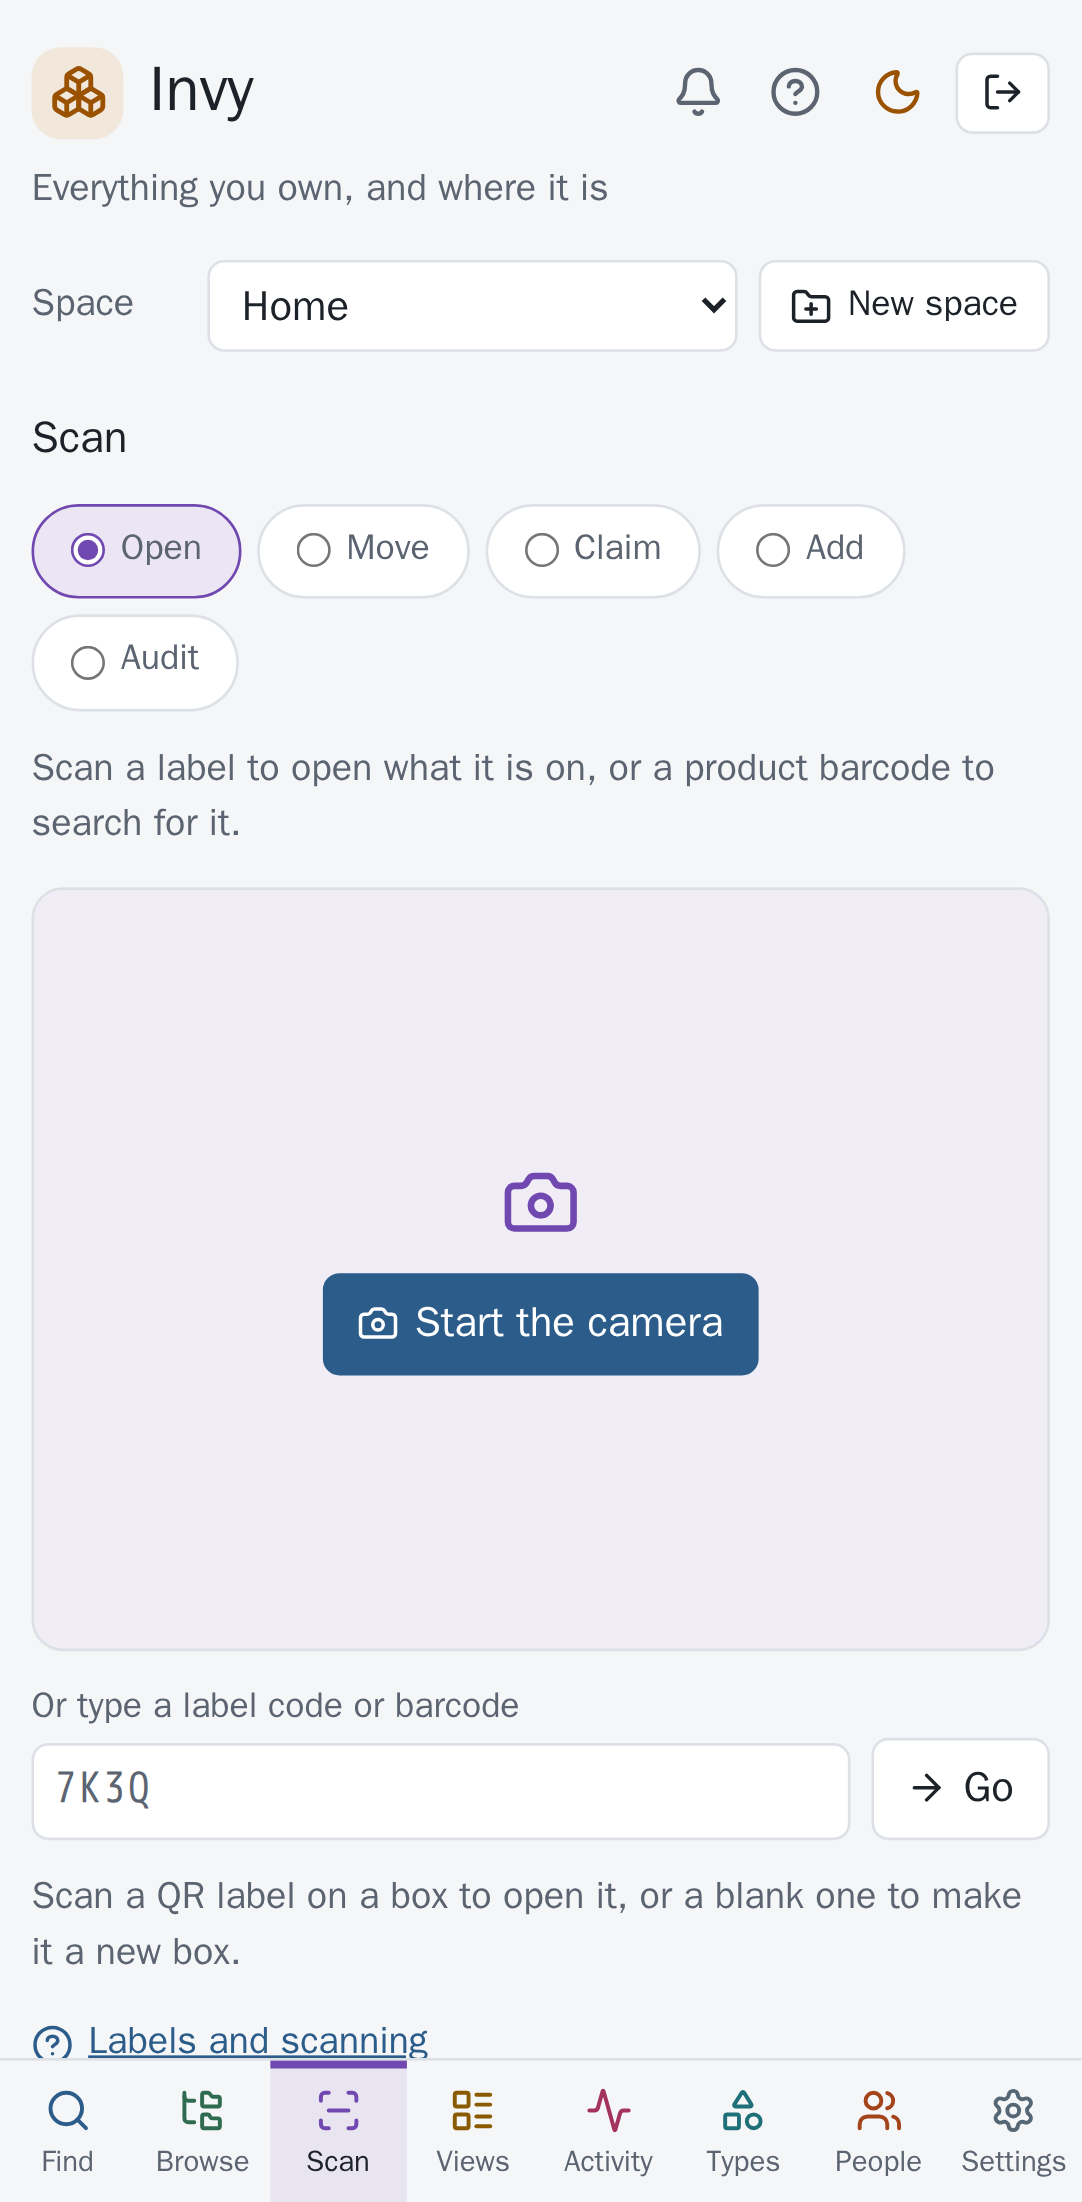 Invy
Everything you own, and where it is
Space
Home
New space
Scan
Open
Move
Claim
Add
Audit
Scan a label to open what it is on, or a product barcode to
search for it.
Start the camera
Or type a label code or barcode
7K3Q
Go
Scan a QR label on a box to open it, or a blank one to make
it a new box.
Labels and scanning
Find
Browse
Scan
Views
Activity
Types
People
Settings